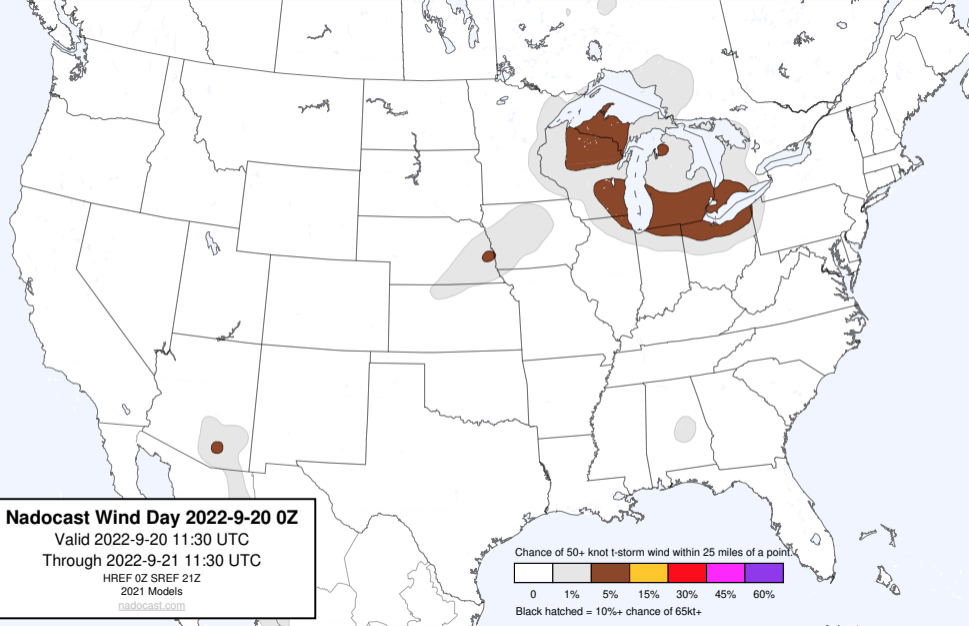 Nadocast Wind Day 2022-9-20 0Z
Valid 2022-9-20 11:30 UTC
Through 2022-9-21 11:30 UTC
HREF 0Z SREF 21Z
2021 Models
nadocast.com
Chance of 50+ knot t-storm wind within 25 miles of a point.
0 1% 5% 15% 30% 45% 60%
Black hatched = 10%+ chance of 65kt+